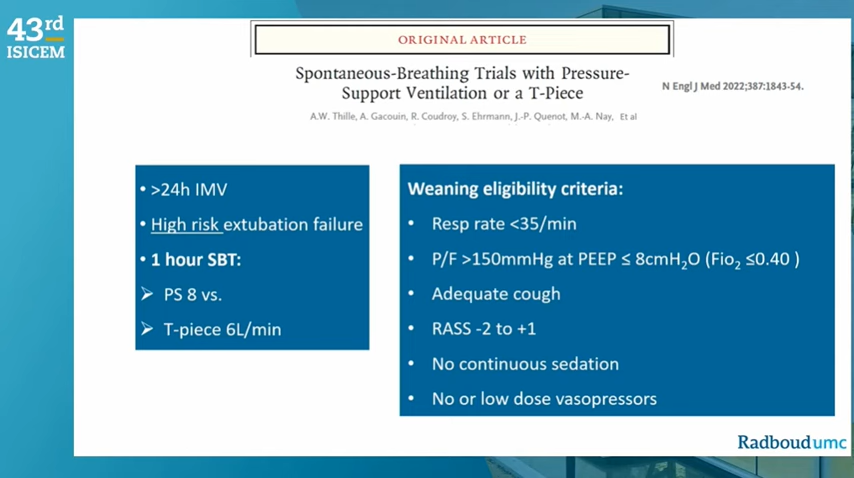 43rd
ISICEM
ORIGINAL ARTICLE
Spontaneous-Breathing Trials with Pressure-
Support Ventilation or a T-Piece
N Engl J Med 2022;387:1843-54.
A.W. Thille, A. Gacouin, R. Coudroy, S. Ehrmann, J.-P. Quenot, M.-A. Nay, Et al
• >24h IMV
• High risk extubation failure
• 1 hour SBT:
➢ PS 8 vs.
➢ T-piece 6L/min
Weaning eligibility criteria:
• Resp rate <35/min
• P/F >150mmHg at PEEP ≤ 8cmH₂O (Fio₂ ≤0.40 )
• Adequate cough
• RASS -2 to +1
• No continuous sedation
• No or low dose vasopressors
Radboudumc